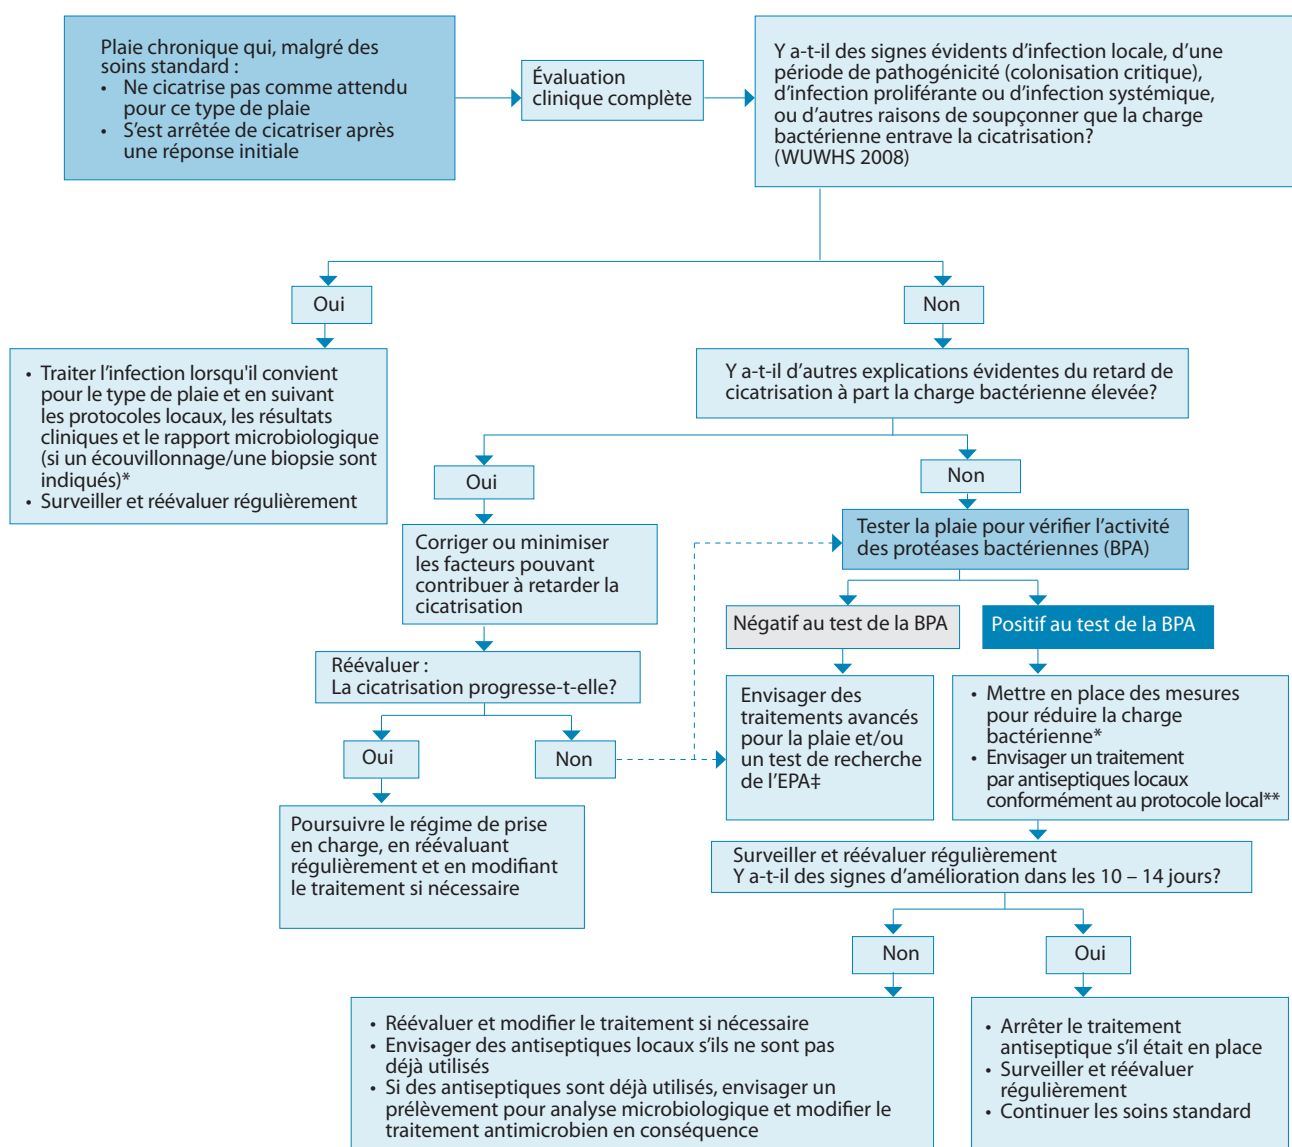 Plaie chronique qui, malgré des
soins standard :
• Ne cicatrise pas comme attendu
pour ce type de plaie
• S’est arrêtée de cicatriser après
une réponse initiale
Évaluation
clinique complète
Y a-t-il des signes évidents d’infection locale, d’une
période de pathogénicité (colonisation critique),
d’infection proliférante ou d’infection systémique,
ou d’autres raisons de soupçonner que la charge
bactérienne entrave la cicatrisation?
(WUWHS 2008)
Oui
Non
• Traiter l’infection lorsqu'il convient
pour le type de plaie et en suivant
les protocoles locaux, les résultats
cliniques et le rapport microbiologique
(si un écouvillonnage/une biopsie sont
indiqués)*
• Surveiller et réévaluer régulièrement
Y a-t-il d’autres explications évidentes du retard de
cicatrisation à part la charge bactérienne élevée?
Oui
Non
Corriger ou minimiser
les facteurs pouvant
contribuer à retarder la
cicatrisation
Tester la plaie pour vérifier l’activité
des protéases bactériennes (BPA)
Négatif au test de la BPA
Positif au test de la BPA
Réévaluer :
La cicatrisation progresse-t-elle?
Oui
Non
Envisager des
traitements avancés
pour la plaie et/ou
un test de recherche
de l’EPA‡
• Mettre en place des mesures
pour réduire la charge
bactérienne*
• Envisager un traitement
par antiseptiques locaux
conformément au protocole local**
Poursuivre le régime de prise
en charge, en réévaluant
régulièrement et en modifiant
le traitement si nécessaire
Surveiller et réévaluer régulièrement
Y a-t-il des signes d’amélioration dans les 10 – 14 jours?
Non
Oui
• Réévaluer et modifier le traitement si nécessaire
• Envisager des antiseptiques locaux s’ils ne sont pas
déjà utilisés
• Si des antiseptiques sont déjà utilisés, envisager un
prélèvement pour analyse microbiologique et modifier le
traitement antimicrobien en conséquence
• Arrêter le traitement
antiseptique s’il était en place
• Surveiller et réévaluer
régulièrement
• Continuer les soins standard